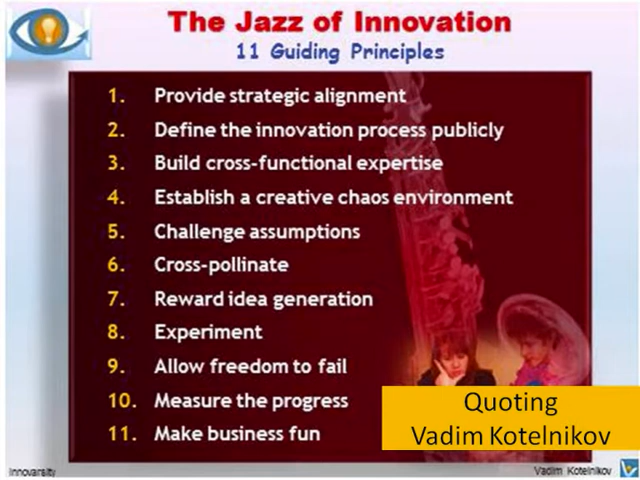 The Jazz of Innovation
11 Guiding Principles
1. Provide strategic alignment
2. Define the innovation process publicly
3. Build cross-functional expertise
4. Establish a creative chaos environment
5. Challenge assumptions
6. Cross-pollinate
7. Reward idea generation
8. Experiment
9. Allow freedom to fail
10. Measure the progress
11. Make business fun
Quoting
Vadim Kotelnikov
Innovarsity
Vadim Kotelnikov